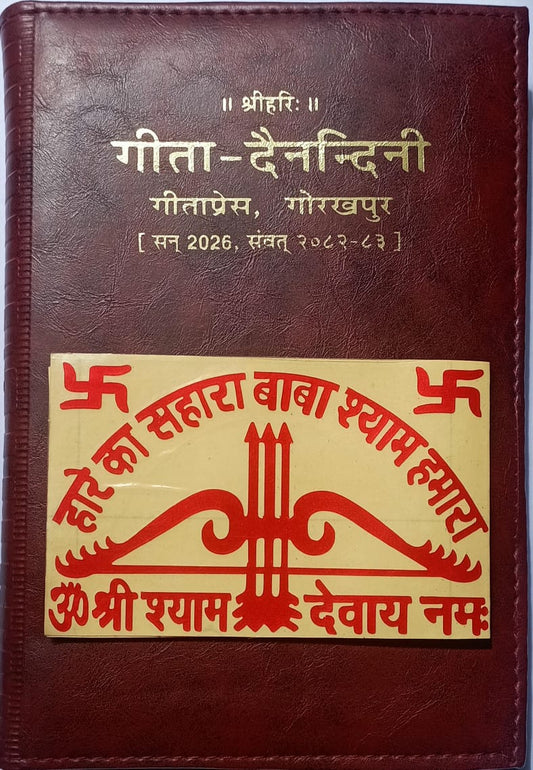 ॥ श्रीहरिः ॥
गीता-दैनन्दिनी
गीताप्रेस, गोरखपुर
[ सन् 2026, संवत् २०८२-८३ ]
हारे का सहारा बाबा श्याम हमारा
ॐ श्री श्याम देवाय नमः